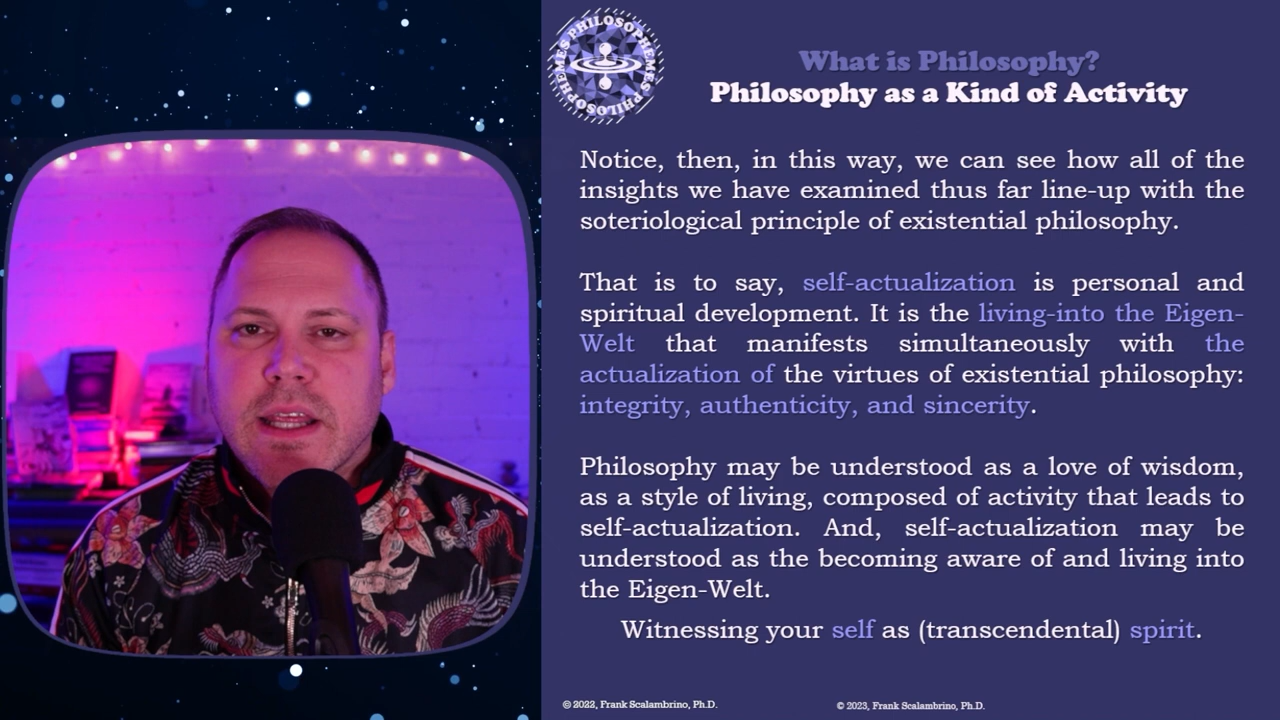 PHILOSOPHEMES PHILOSOPHEMES
What is Philosophy?
Philosophy as a Kind of Activity
Notice, then, in this way, we can see how all of the
insights we have examined thus far line-up with the
soteriological principle of existential philosophy.
That is to say, self-actualization is personal and
spiritual development. It is the living-into the Eigen-
Welt that manifests simultaneously with the
actualization of the virtues of existential philosophy:
integrity, authenticity, and sincerity.
Philosophy may be understood as a love of wisdom,
as a style of living, composed of activity that leads to
self-actualization. And, self-actualization may be
understood as the becoming aware of and living into
the Eigen-Welt.
Witnessing your self as (transcendental) spirit.
© 2022, Frank Scalambrino, Ph.D.
© 2023, Frank Scalambrino, Ph.D.